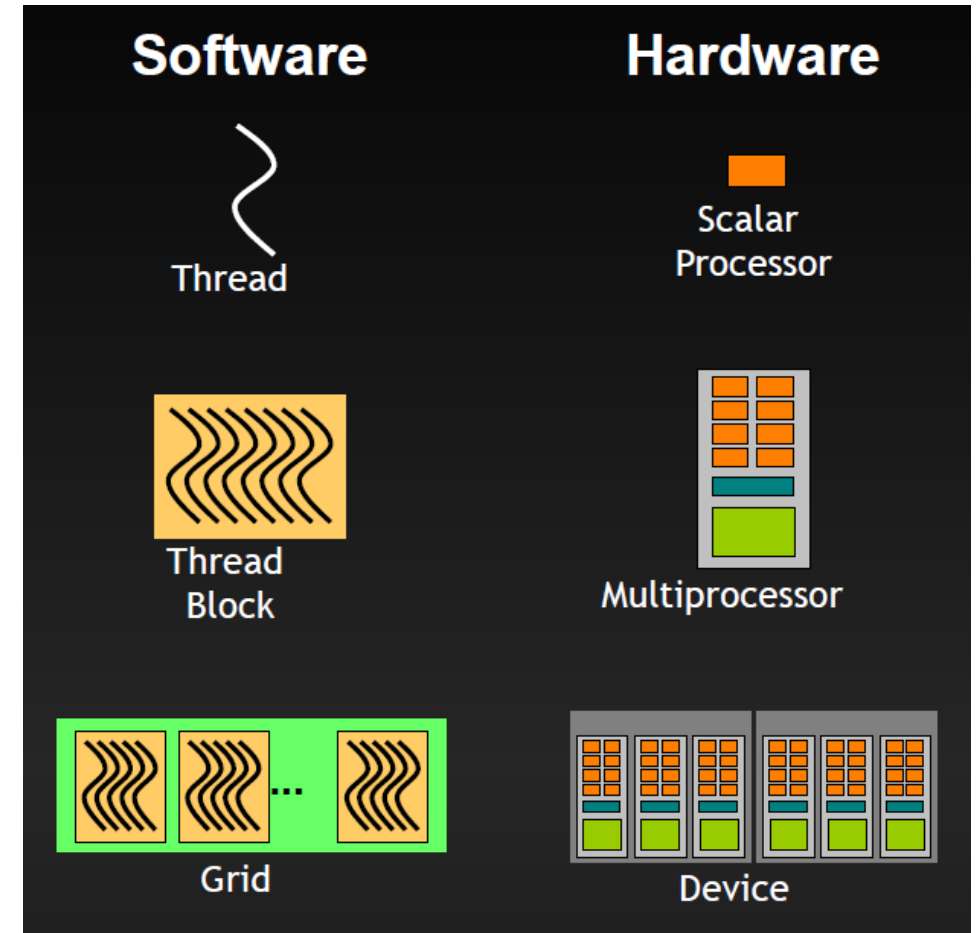 Software
Hardware
Thread
Scalar
Processor
Thread
Block
Multiprocessor
...
Grid
Device